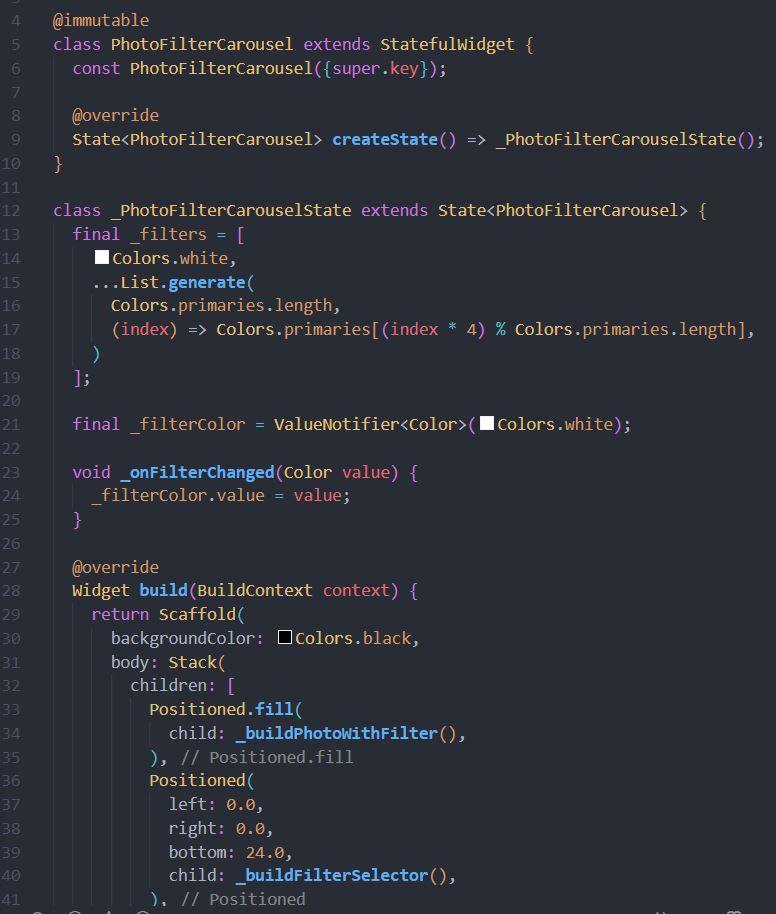 4 @immutable
5 class PhotoFilterCarousel extends StatefulWidget {
6   const PhotoFilterCarousel({super.key});
7
8   @override
9   State<PhotoFilterCarousel> createState() => _PhotoFilterCarouselState();
10 }
11
12 class _PhotoFilterCarouselState extends State<PhotoFilterCarousel> {
13   final _filters = [
14     Colors.white,
15     ...List.generate(
16       Colors.primaries.length,
17       (index) => Colors.primaries[(index * 4) % Colors.primaries.length],
18     )
19   ];
20
21   final _filterColor = ValueNotifier<Color>(Colors.white);
22
23   void _onFilterChanged(Color value) {
24     _filterColor.value = value;
25   }
26
27   @override
28   Widget build(BuildContext context) {
29     return Scaffold(
30       backgroundColor: Colors.black,
31       body: Stack(
32         children: [
33           Positioned.fill(
34             child: _buildPhotoWithFilter(),
35           ), // Positioned.fill
36           Positioned(
37             left: 0.0,
38             right: 0.0,
39             bottom: 24.0,
40             child: _buildFilterSelector(),
41           ), // Positioned